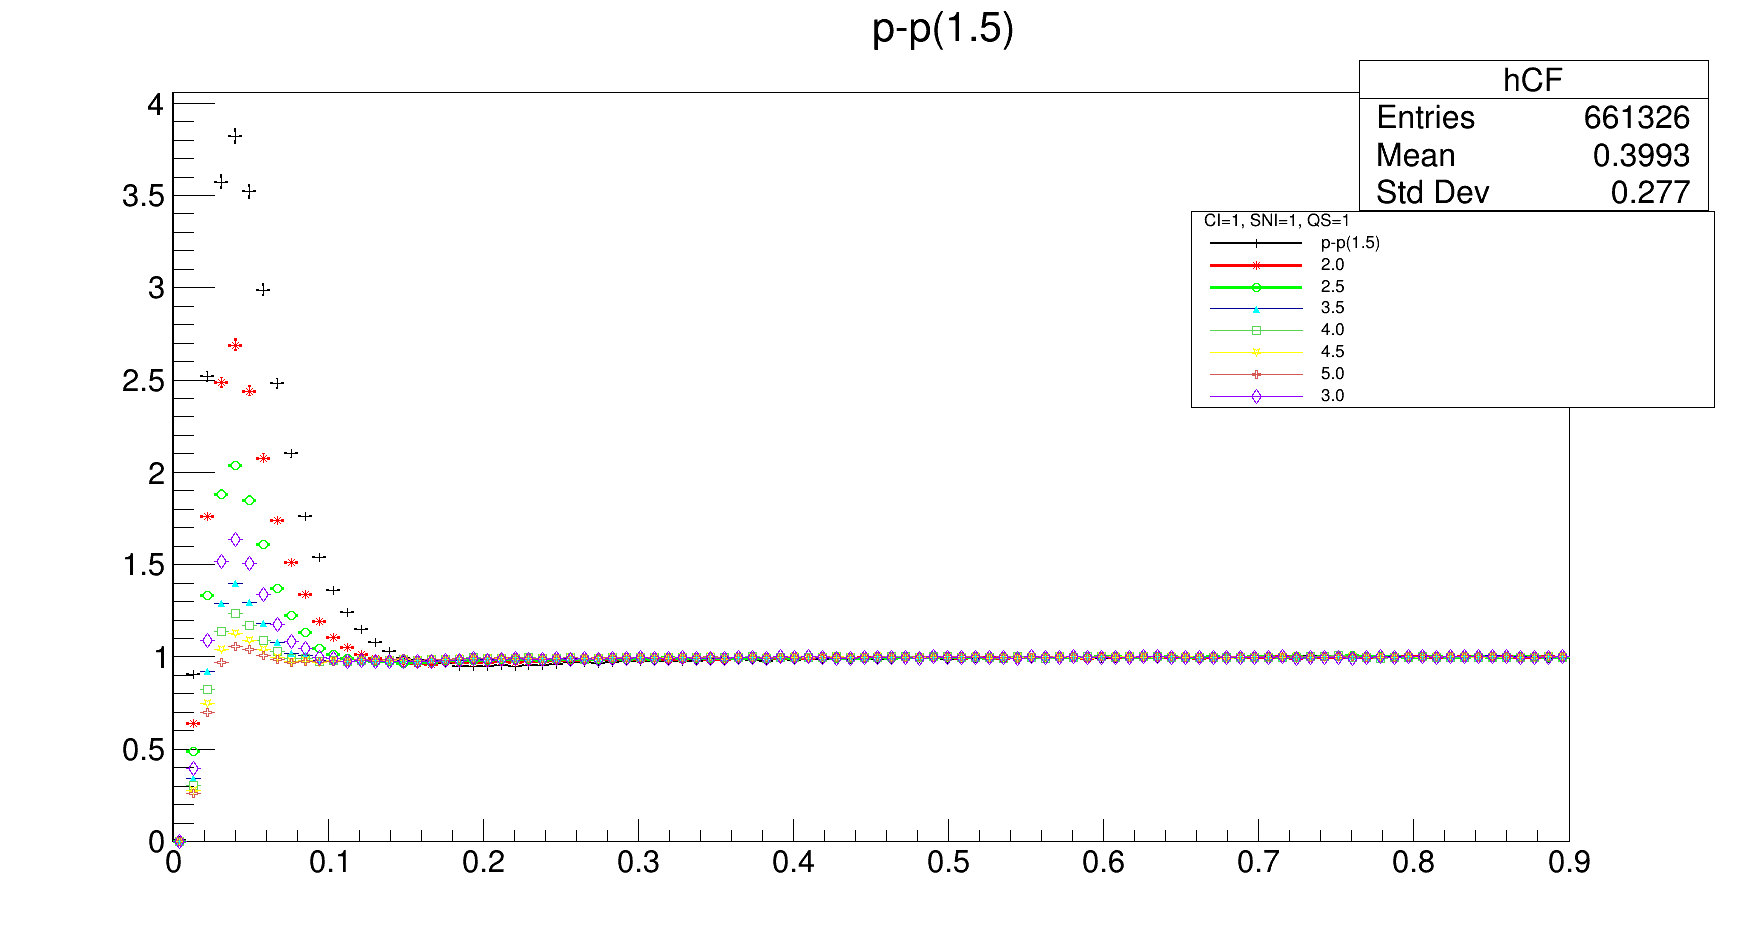 p-p(1.5)
hCF
Entries 661326
Mean 0.3993
Std Dev 0.277
CI=1, SNI=1, QS=1
p-p(1.5)
2.0
2.5
3.5
4.0
4.5
5.0
3.0
4
3.5
3
2.5
2
1.5
1
0.5
0
0 0.1 0.2 0.3 0.4 0.5 0.6 0.7 0.8 0.9